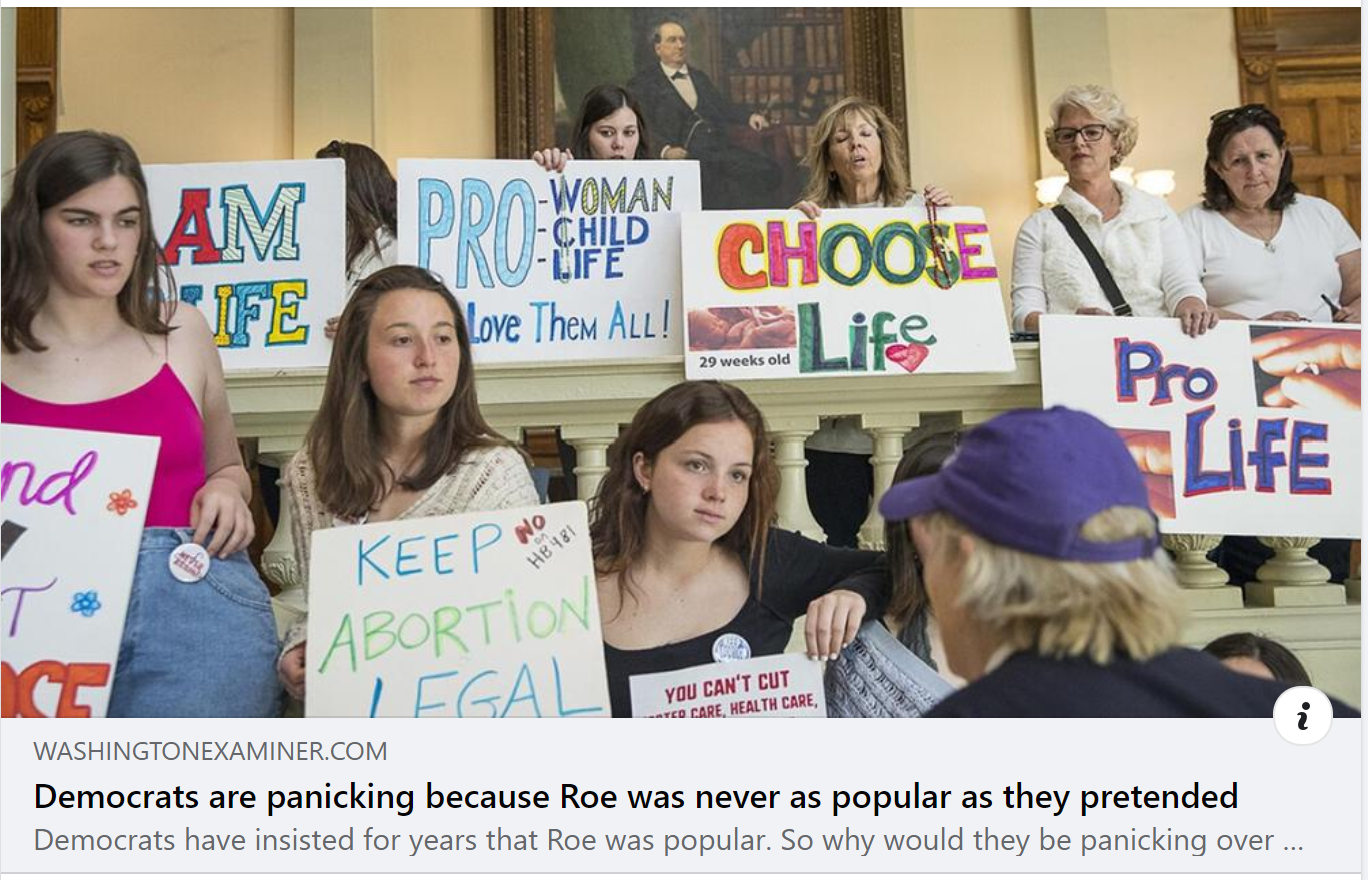 AM
LIFE
PRO
-WOMAN
-CHILD
-LIFE
Love Them ALL!
CHOOSE
Life
29 weeks old
Pro
LiFE
nd
T
KEEP
NO
on
HB 481
ABORTiON
LEGAL
YOU CAN'T CUT
CARE, HEALTH CARE,
i
WASHINGTONEXAMINER.COM
Democrats are panicking because Roe was never as popular as they pretended
Democrats have insisted for years that Roe was popular. So why would they be panicking over ...